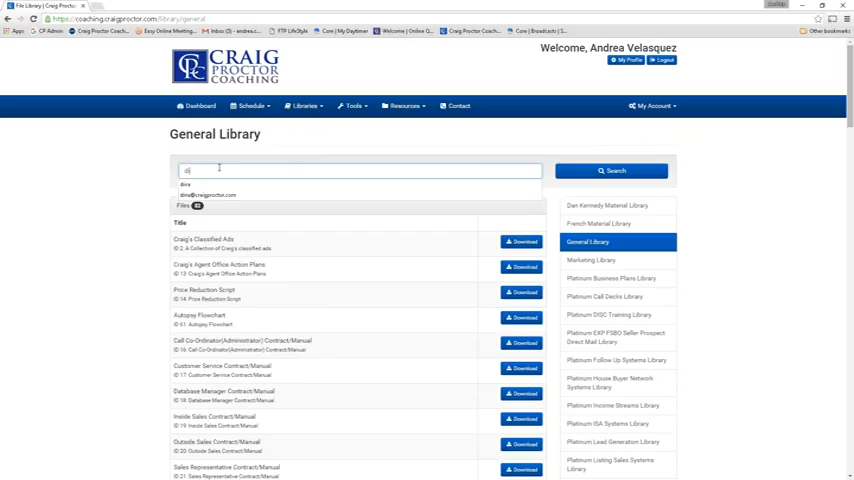 File Library | Craig Proctor
https://coaching.craigproctor.com/library/general
Apps CP Admin Craig Proctor Coach... Easy Online Meeting... Inbox (5) - andrea.c... FTP LifeStyle Core | My Daytimer Welcome | Online Q... Craig Proctor Coach... Core | Broadcasts | S... Other bookmarks
CPC CRAIG PROCTOR COACHING
Welcome, Andrea Velasquez
My Profile Logout
Dashboard Schedule Libraries Tools Resources Contact My Account
General Library
di
Search
dina
dina@craigproctor.com
Files 82
Title
Craig's Classified Ads
ID 2: A Collection of Craig's classified ads
Download
Craig's Agent Office Action Plans
ID 13: Craig's Agent Office Action Plans
Download
Price Reduction Script
ID 14: Price Reduction Script
Download
Autopsy Flowchart
ID 61: Autopsy Flowchart
Download
Call Co-Ordinator(Administrator) Contract/Manual
ID 16: Call Co-Ordinator(Administrator) Contract/Manual
Download
Customer Service Contract/Manual
ID 17: Customer Service Contract/Manual
Download
Database Manager Contract/Manual
ID 18: Database Manager Contract/Manual
Download
Inside Sales Contract/Manual
ID 19: Inside Sales Contract/Manual
Download
Outside Sales Contract/Manual
ID 20: Outside Sales Contract/Manual
Download
Sales Representative Contract/Manual
ID 21: Sales Representative Contract/Manual
Download
Dan Kennedy Material Library
French Material Library
General Library
Marketing Library
Platinum Business Plans Library
Platinum Call Decks Library
Platinum DISC Training Library
Platinum EXP FSBO Seller Prospect
Direct Mail Library
Platinum Follow Up Systems Library
Platinum House Buyer Network
Systems Library
Platinum Income Streams Library
Platinum ISA Systems Library
Platinum Lead Generation Library
Platinum Listing Sales Systems
Library